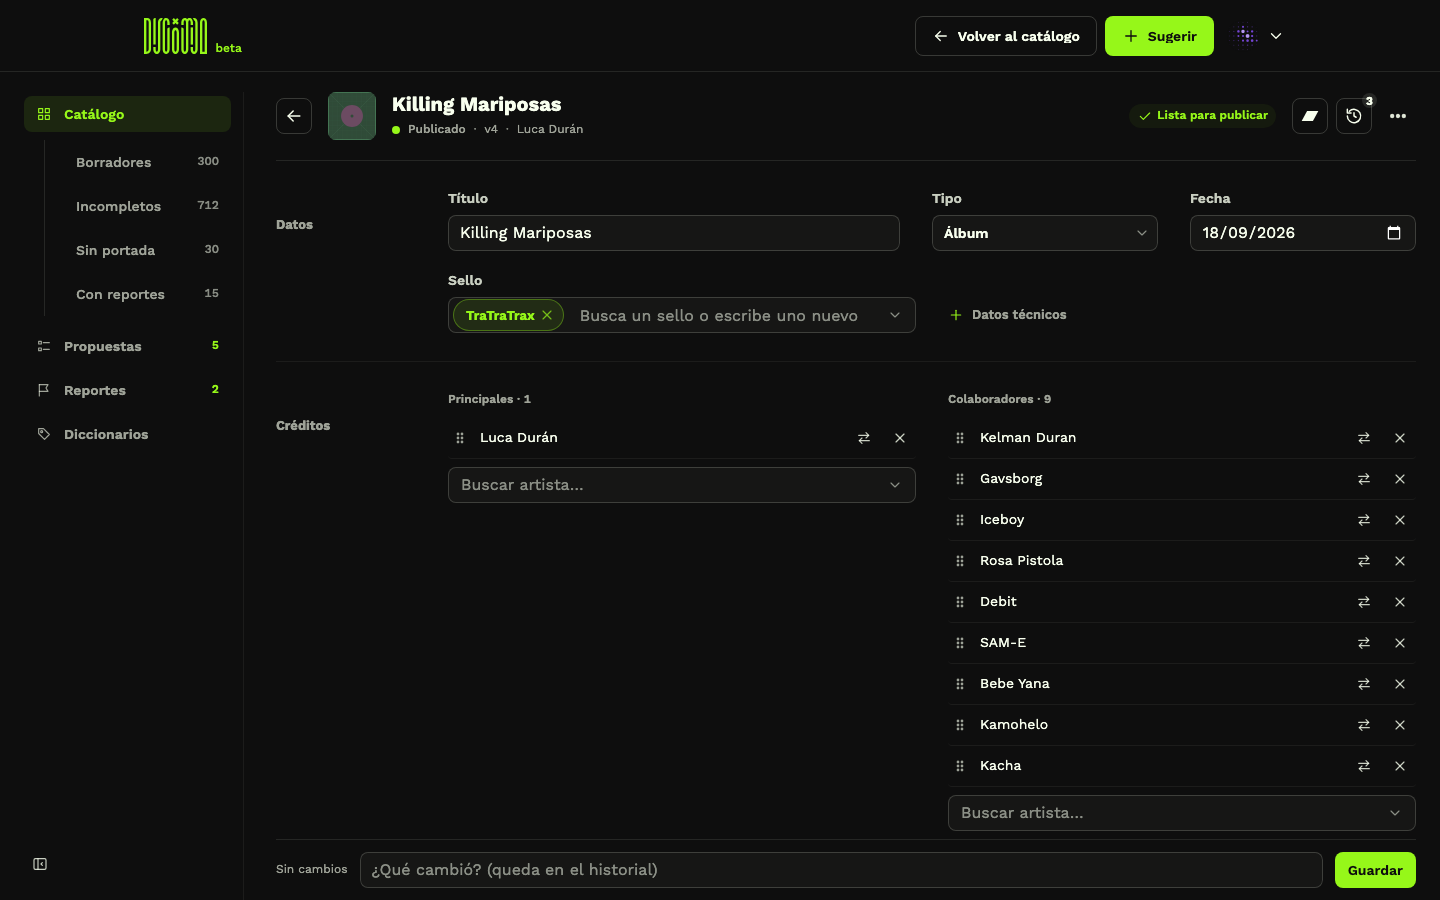 beta
Volver al catálogo
Sugerir
Catálogo
Borradores 300
Incompletos 712
Sin portada 30
Con reportes 15
Propuestas 5
Reportes 2
Diccionarios
Killing Mariposas
Publicado · v4 · Luca Durán
Lista para publicar
3
Datos
Título
Killing Mariposas
Tipo
Álbum
Fecha
18/09/2026
Sello
TraTraTrax
Busca un sello o escribe uno nuevo
Datos técnicos
Créditos
Principales · 1
Luca Durán
Buscar artista...
Colaboradores · 9
Kelman Duran
Gavsborg
Iceboy
Rosa Pistola
Debit
SAM-E
Bebe Yana
Kamohelo
Kacha
Buscar artista...
Sin cambios
¿Qué cambió? (queda en el historial)
Guardar